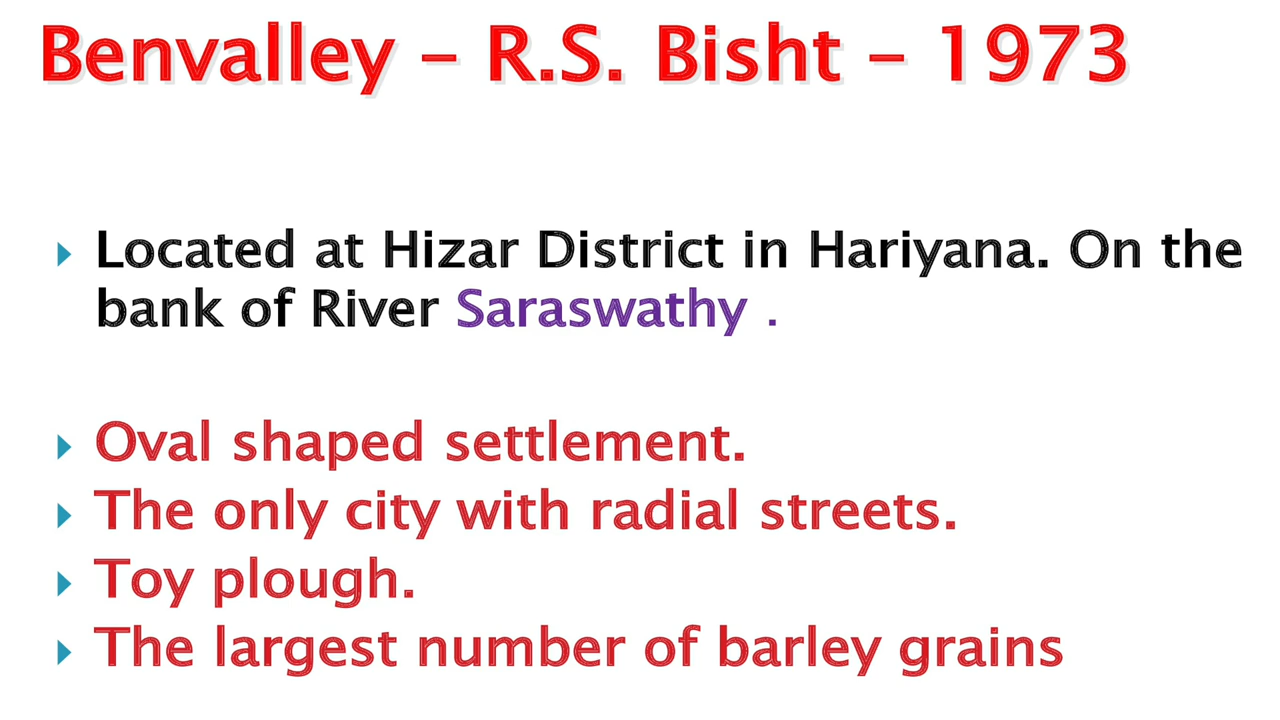 Benvalley – R.S. Bisht – 1973
Located at Hizar District in Hariyana. On the
bank of River Saraswathy .
Oval shaped settlement.
The only city with radial streets.
Toy plough.
The largest number of barley grains